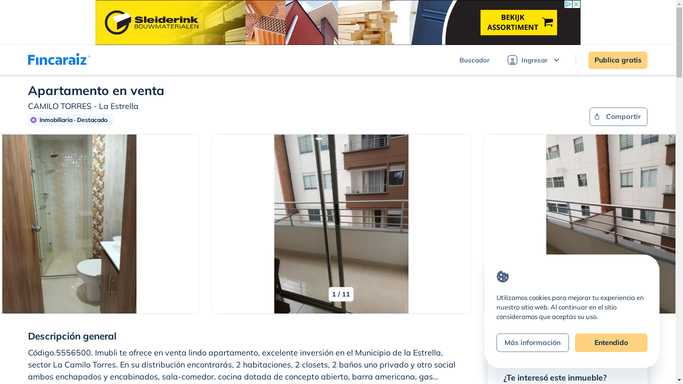 Sleiderink
BOUWMATERIALEN
BEKIJK
ASSORTIMENT
Fincaraiz
Buscador
Ingresar
Publica gratis
Apartamento en venta
CAMILO TORRES - La Estrella
Inmobiliaria · Destacado
Compartir
1 / 11
Utilizamos cookies para mejorar tu experiencia en
nuestro sitio web. Al continuar en el sitio
consideramos que aceptas su uso.
Más información
Entendido
Descripción general
Código.5556500. Imubli te ofrece en venta lindo apartamento, excelente inversión en el Municipio de la Estrella,
sector La Camilo Torres. En su distribución encontrarás, 2 habitaciones, 2 closets, 2 baños uno privado y otro social
ambos enchapados y encabinados, sala-comedor, cocina dotada de concepto abierto, barra americana, gas...
¿Te interesó este inmueble?